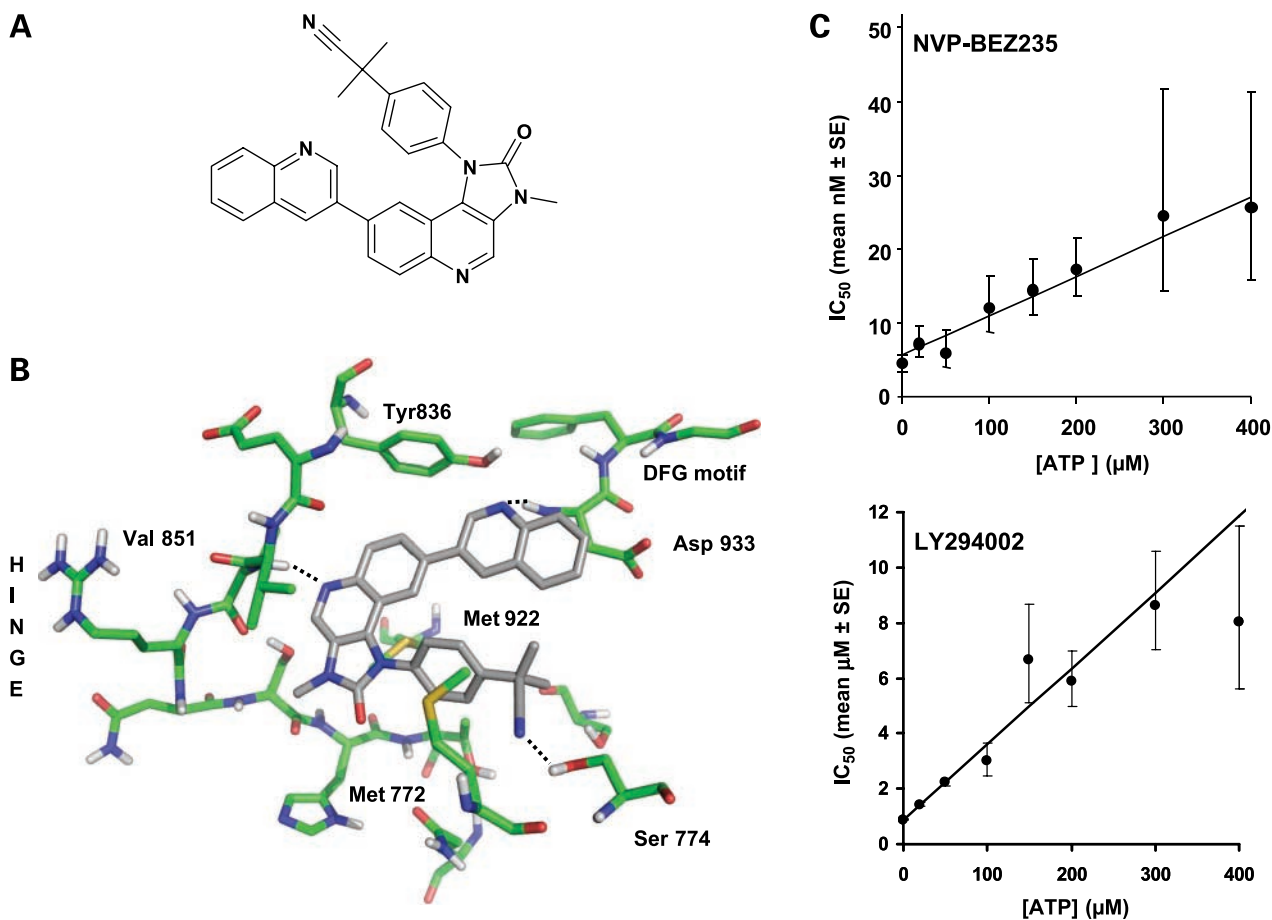 A
N
N
O
N
N
N
B
Tyr836
DFG motif
Val 851
Asp 933
H
I
N
G
E
Met 922
Met 772
Ser 774
C
NVP-BEZ235
IC50 (mean nM ± SE)
50
40
30
20
10
0
0 100 200 300 400
[ATP ] (µM)
LY294002
IC50 (mean µM ± SE)
12
10
8
6
4
2
0
0 100 200 300 400
[ATP] (µM)